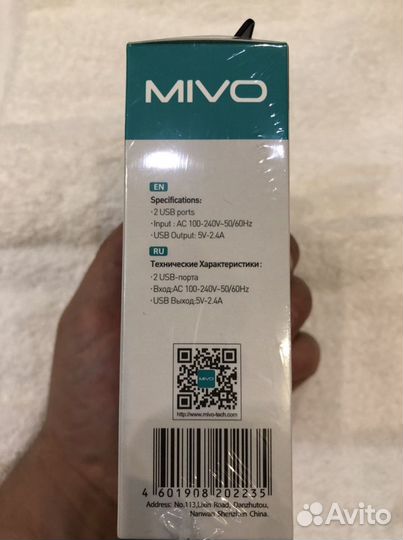 MIVO
EN
Specifications:
·2 USB ports
·Input : AC 100-240V~50/60Hz
·USB Output: 5V-2.4A
RU
Технические Характеристики:
·2 USB-порта
·Вход:AC 100-240V~50/60Hz
·USB Выход:5V-2.4A
MIVO
http://www.mivo-tech.com
4 601908 202235
Address: No.113,Lixin Road, Danzhutou,
Nanwan Shenzhen China.
Avito